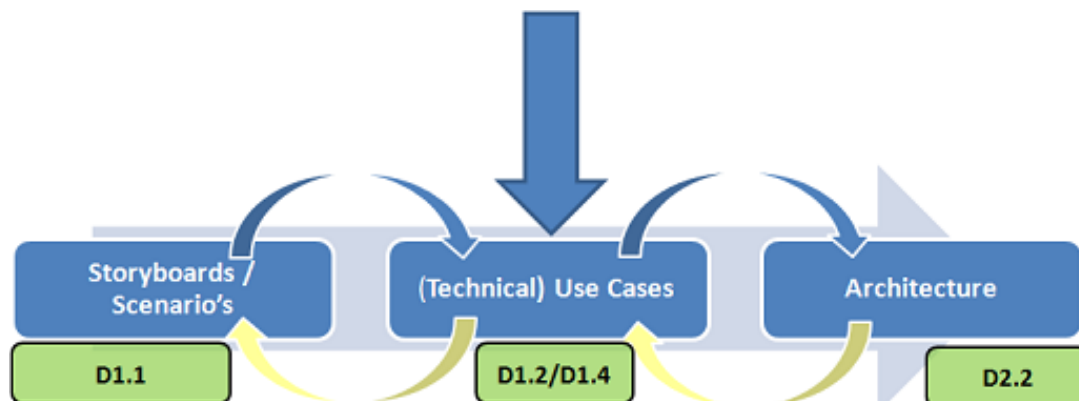 Storyboards /
Scenario's
(Technical) Use Cases
Architecture
D1.1
D1.2/D1.4
D2.2